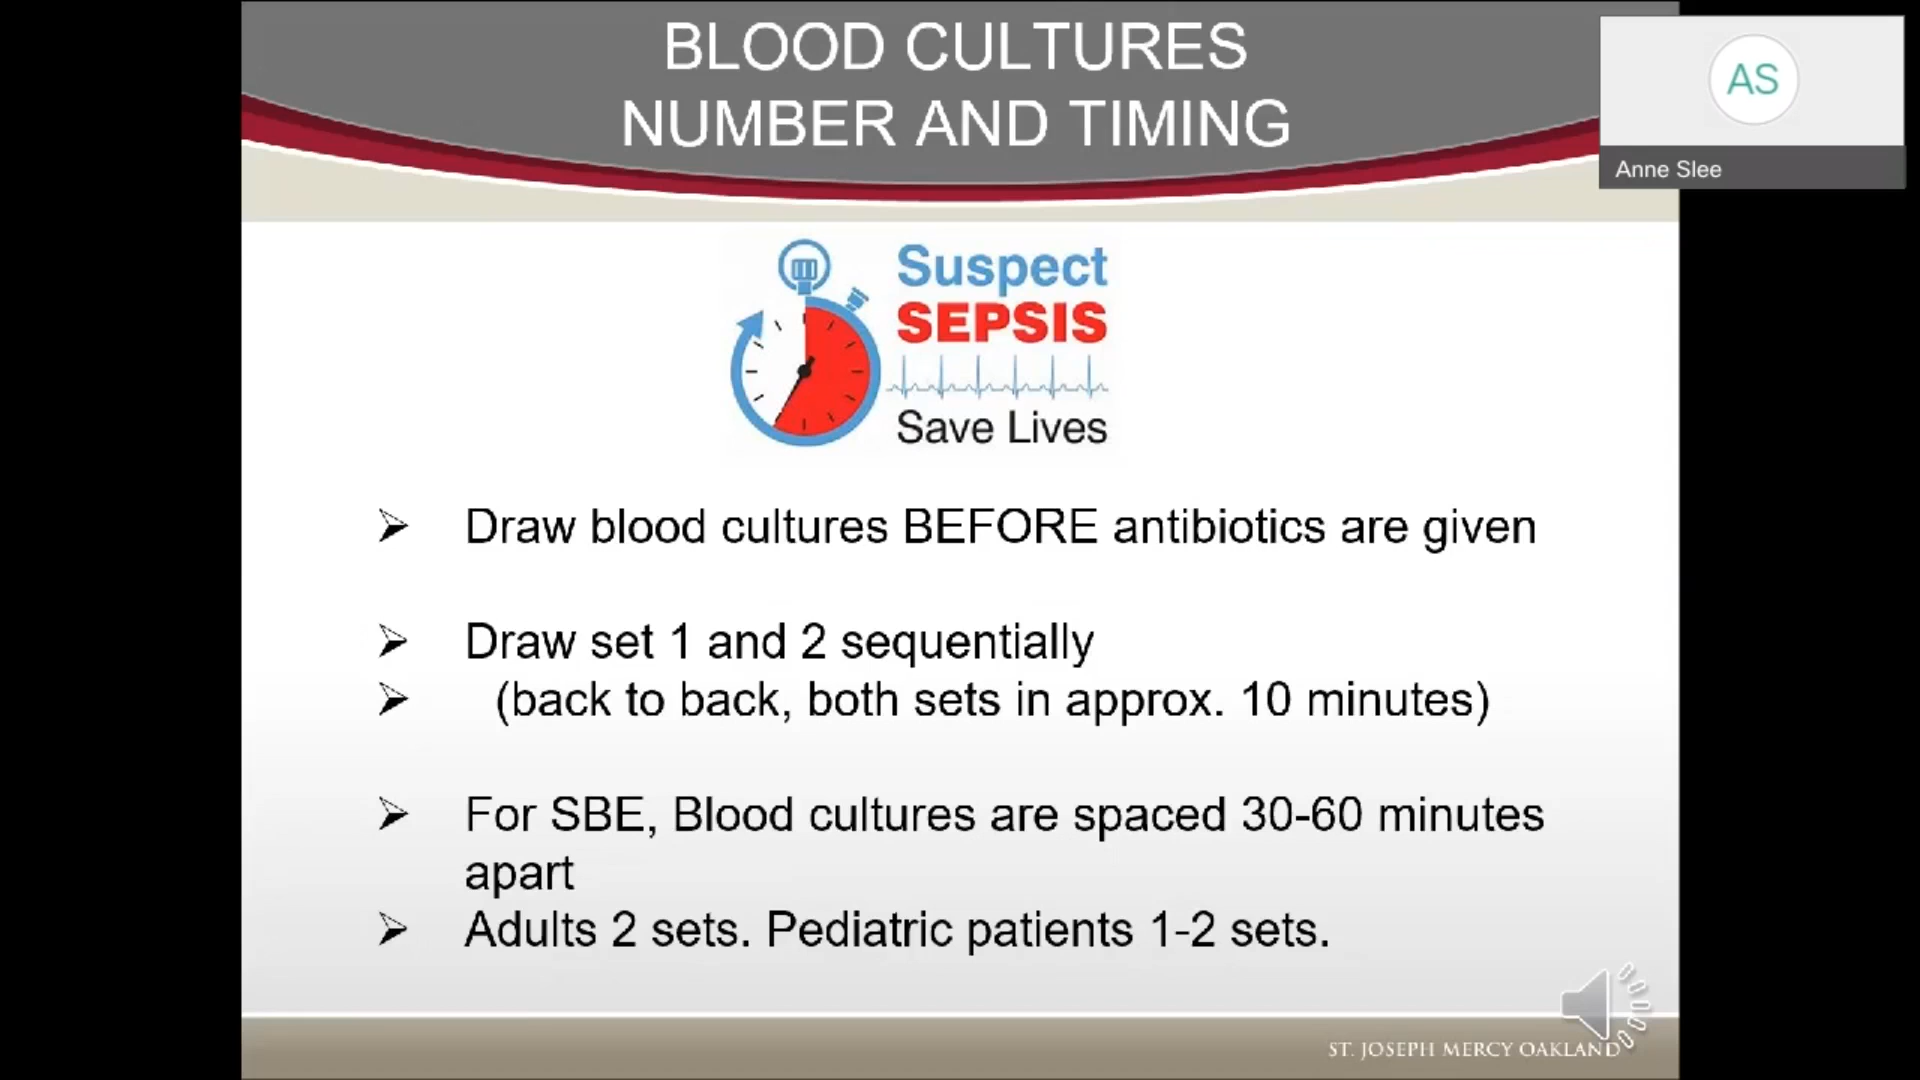 BLOOD CULTURES
NUMBER AND TIMING
AS
Anne Slee
Suspect
SEPSIS
Save Lives
Draw blood cultures BEFORE antibiotics are given
Draw set 1 and 2 sequentially
(back to back, both sets in approx. 10 minutes)
For SBE, Blood cultures are spaced 30-60 minutes
apart
Adults 2 sets. Pediatric patients 1-2 sets.
ST. JOSEPH MERCY OAKLAND